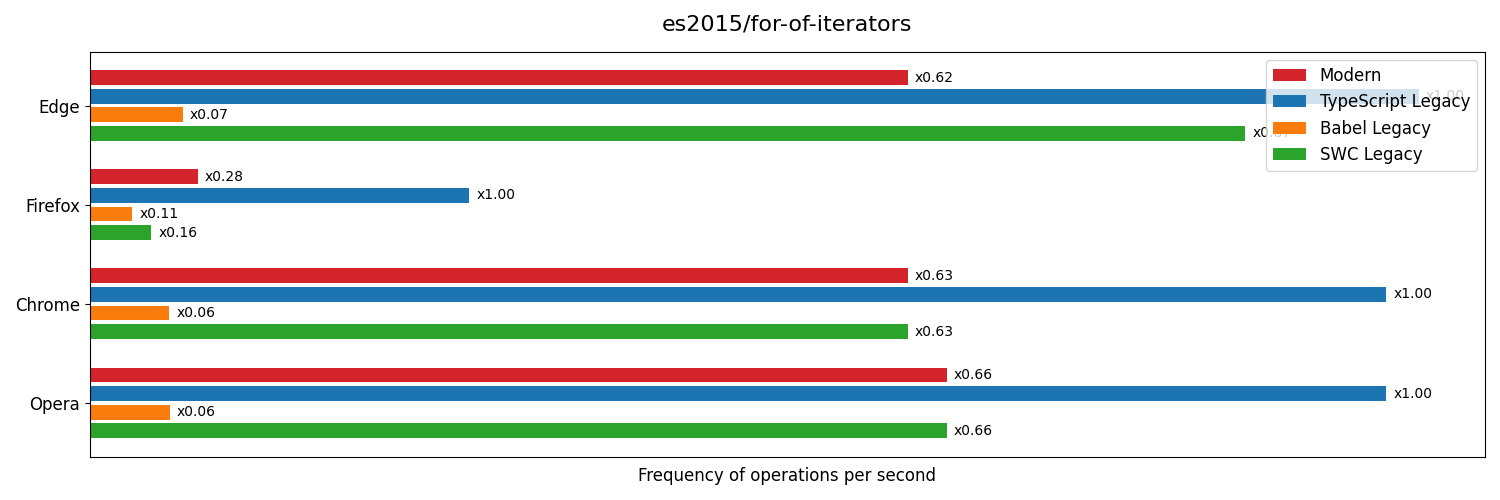 es2015/for-of-iterators
Edge
x0.62
x1.00
x0.07
Firefox
x0.28
x1.00
x0.11
x0.16
Chrome
x0.63
x1.00
x0.06
x0.63
Opera
x0.66
x1.00
x0.06
x0.66
Modern
TypeScript Legacy
Babel Legacy
SWC Legacy
Frequency of operations per second